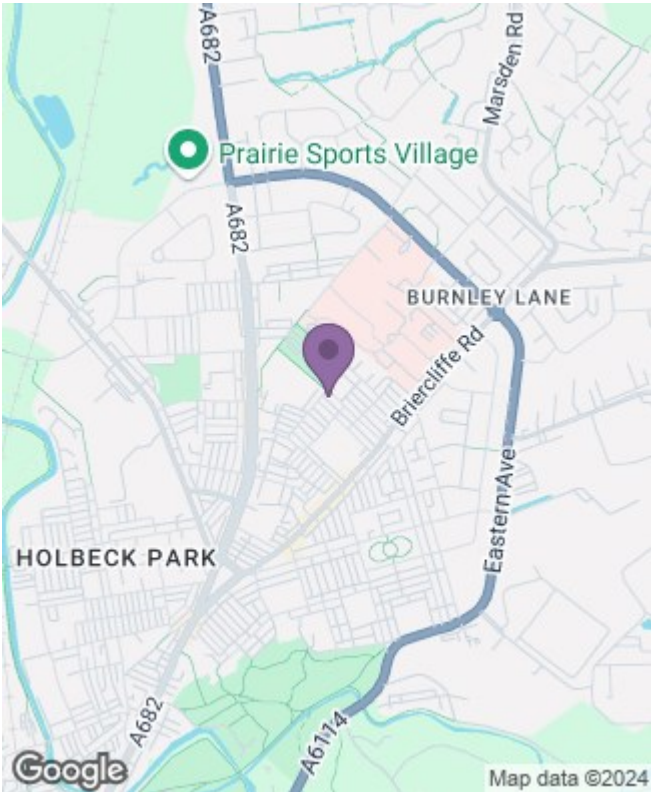 A682
Marsden Rd
Prairie Sports Village
A682
BURNLEY LANE
Briercliffe Rd
Eastern Ave
HOLBECK PARK
A682
A6114
Google
Map data ©2024